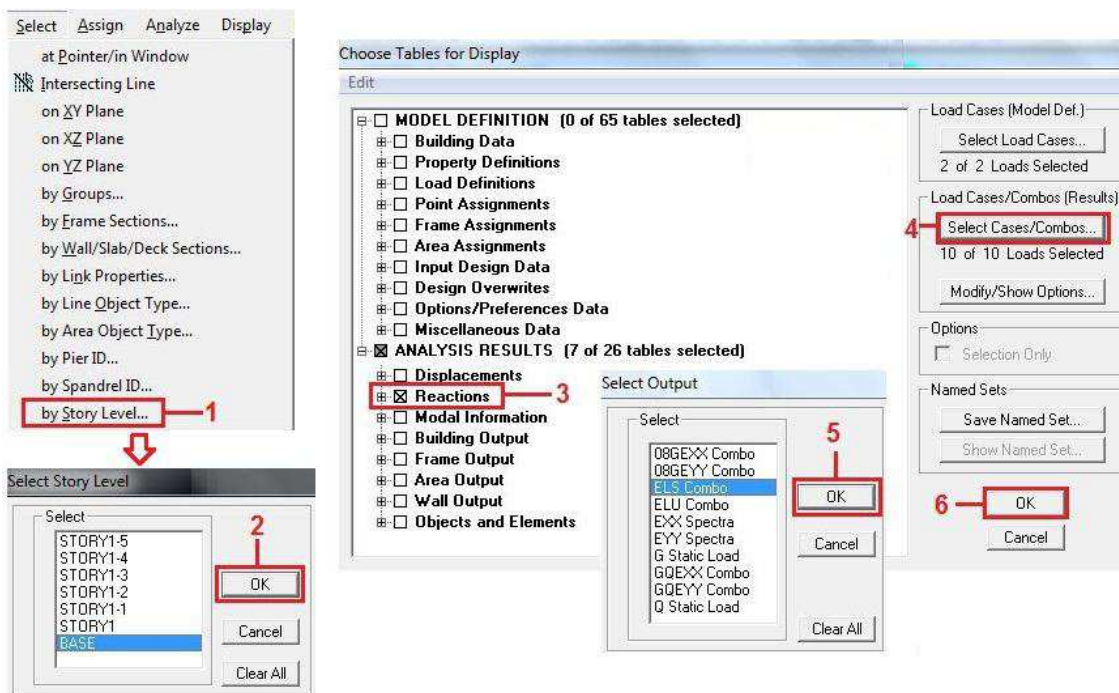 Select Assign Analyze Display
at Pointer/in Window
Intersecting Line
on XY Plane
on XZ Plane
on YZ Plane
by Groups...
by Frame Sections...
by Wall/Slab/Deck Sections...
by Link Properties...
by Line Object Type...
by Area Object Type...
by Pier ID...
by Spandrel ID...
by Story Level...
1
Select Story Level
Select
STORY1-5
STORY1-4
STORY1-3
STORY1-2
STORY1-1
STORY1
BASE
2
OK
Cancel
Clear All
Choose Tables for Display
Edit
MODEL DEFINITION (0 of 65 tables selected)
Building Data
Property Definitions
Load Definitions
Point Assignments
Frame Assignments
Area Assignments
Input Design Data
Design Overwrites
Options/Preferences Data
Miscellaneous Data
ANALYSIS RESULTS (7 of 26 tables selected)
Displacements
Reactions
3
Modal Information
Building Output
Frame Output
Area Output
Wall Output
Objects and Elements
Select Output
Select
08GEXX Combo
08GEYY Combo
ELS Combo
ELU Combo
EXX Spectra
EYY Spectra
G Static Load
GQEXX Combo
GQEYY Combo
Q Static Load
5
OK
Cancel
Clear All
Load Cases (Model Def.)
Select Load Cases...
2 of 2 Loads Selected
Load Cases/Combos (Results)
4
Select Cases/Combos...
10 of 10 Loads Selected
Modify/Show Options...
Options
Selection Only
Named Sets
Save Named Set...
Show Named Set...
6
OK
Cancel